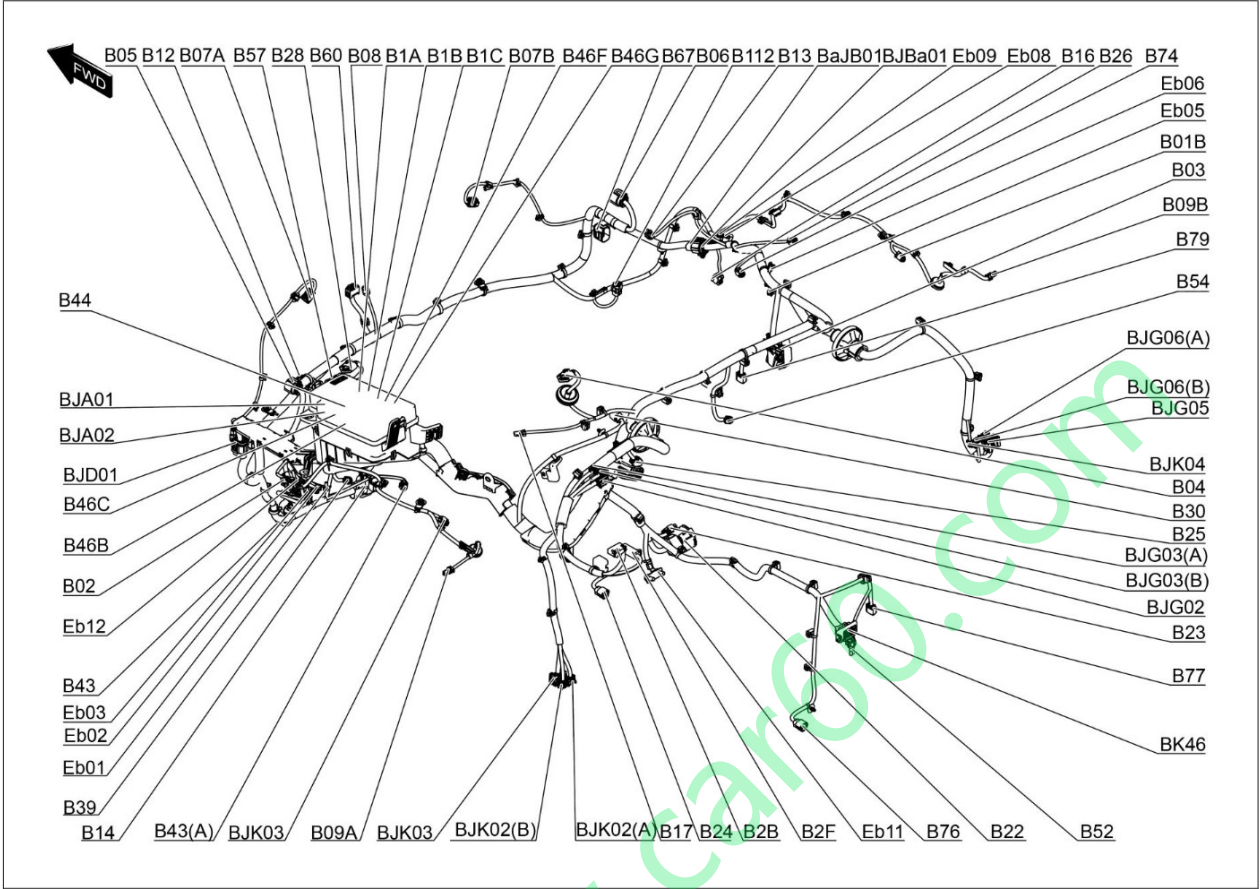 FWD
B05 B12 B07A B57 B28 B60 B08 B1A B1B B1C B07B B46F B46G B67 B06 B112 B13 BaJB01 BJBa01 Eb09 Eb08 B16 B26 B74
Eb06
Eb05
B01B
B03
B09B
B79
B54
B44
BJG06(A)
BJG06(B)
BJA01
BJG05
BJA02
BJK04
BJD01
B04
B46C
B30
B25
B46B
BJG03(A)
B02
BJG03(B)
BJG02
Eb12
B23
B43
B77
Eb03
Eb02
BK46
Eb01
B39
B14 B43(A) BJK03 B09A BJK03 BJK02(B) BJK02(A) B17 B24 B2B B2F Eb11 B76 B22 B52
car60.com